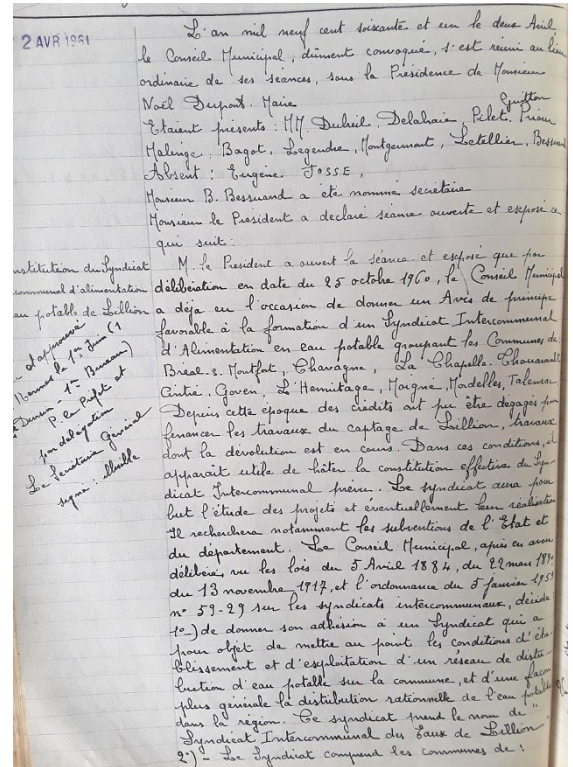 2 AVR 1961
L'an mil neuf cent soixante et un le deux Avril
le Conseil Municipal, dûment convoqué, s'est réuni au lieu
ordinaire de ses séances, sous la Présidence de Monsieur
Noël Dupont. Maire
Guitton
Etaient présents : MM. Duheil. Delahaie, Pilet. Priour
Malinge, Bagot, Legendre, Montgermont, Letellier, Bessuand
Absent : Eugène JOSSE,
Monsieur B. Bessuand a été nommé secrétaire
Monsieur le Président a déclaré séance ouverte et exposé ce
qui suit :
nstitution du Syndicat
communal d'alimentation
au potable de Lillion
et approuvé
Rennes le 1er Juin (1
1er Bureau)
P. le Préfet et
par délégation
Le Secrétaire Général
signé : illisible
M. le Président a ouvert la séance et exposé que par
délibération en date du 25 octobre 1960, le Conseil Municipal
a déjà eu l'occasion de donner un Avis de principe
favorable à la formation d'un Syndicat Intercommunal
d'Alimentation en eau potable groupant les Communes de
Bréal. s. Montfort, Chavagne, La Chapelle. Thouarault
Cintré, Goven, L'Hermitage, Moigné, Mordelles, Talensac
Depuis cette époque des crédits ont pu être dégagés pour
financer les travaux du captage de Lillion, travaux
dont la dévolution est en cours. Dans ces conditions, il
apparaît utile de hâter la constitution effective du Syn-
dicat Intercommunal prévu. Le syndicat aura pour
but l'étude des projets et éventuellement leur réalisation
Il recherchera notamment les subventions de l'Etat et
du département. Le Conseil Municipal, après en avoir
délibéré, vu les lois du 5 Avril 1884, du 22 mars 1890
du 13 novembre 1917, et l'ordonnance du 5 janvier 1959
n° 59-29 sur les syndicats intercommunaux, décide :
1°-) de donner son adhésion à un Syndicat qui a
pour objet de mettre au point les conditions d'éta-
blissement et d'exploitation d'un réseau de distri-
bution d'eau potable sur la commune, et d'une façon
plus générale la distribution rationnelle de l'eau potable
dans la région. Ce syndicat prend le nom de "
Syndicat Intercommunal des Eaux de Lillion"
2°) - Le Syndicat comprend les communes de :